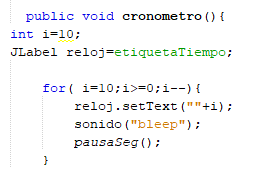 public void cronometro(){
int i=10;
JLabel reloj=etiquetaTiempo;
for( i=10;i>=0;i--){
reloj.setText(""+i);
sonido("bleep");
pausaSeg();
}